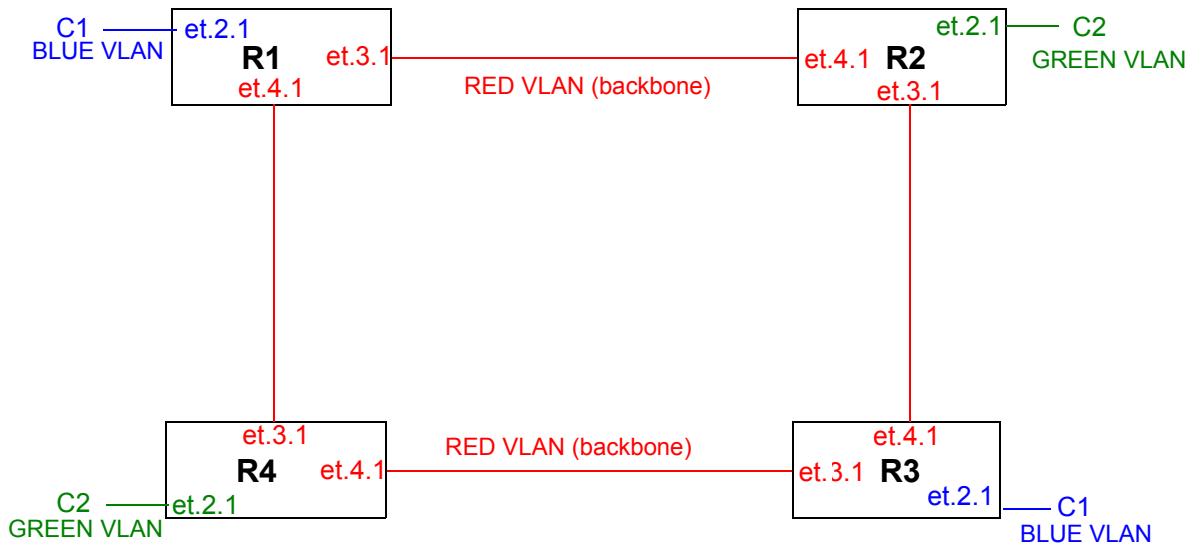 C1
BLUE VLAN
et.2.1
R1
et.3.1
et.4.1
RED VLAN (backbone)
et.2.1
R2
et.4.1
et.3.1
C2
GREEN VLAN
et.3.1
R4
et.4.1
et.2.1
C2
GREEN VLAN
RED VLAN (backbone)
et.4.1
et.3.1
R3
et.2.1
C1
BLUE VLAN